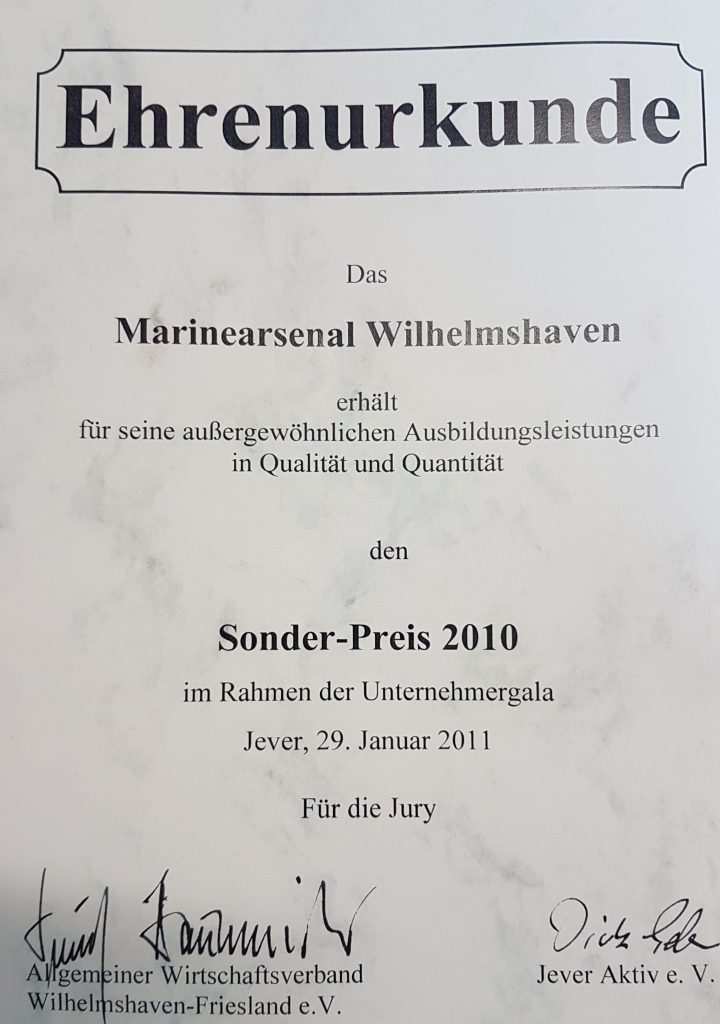 Ehrenurkunde
Das
Marinearsenal Wilhelmshaven
erhält
für seine außergewöhnlichen Ausbildungsleistungen
in Qualität und Quantität
den
Sonder-Preis 2010
im Rahmen der Unternehmergala
Jever, 29. Januar 2011
Für die Jury
Allgemeiner Wirtschaftsverband
Wilhelmshaven-Friesland e.V.
Jever Aktiv e. V.